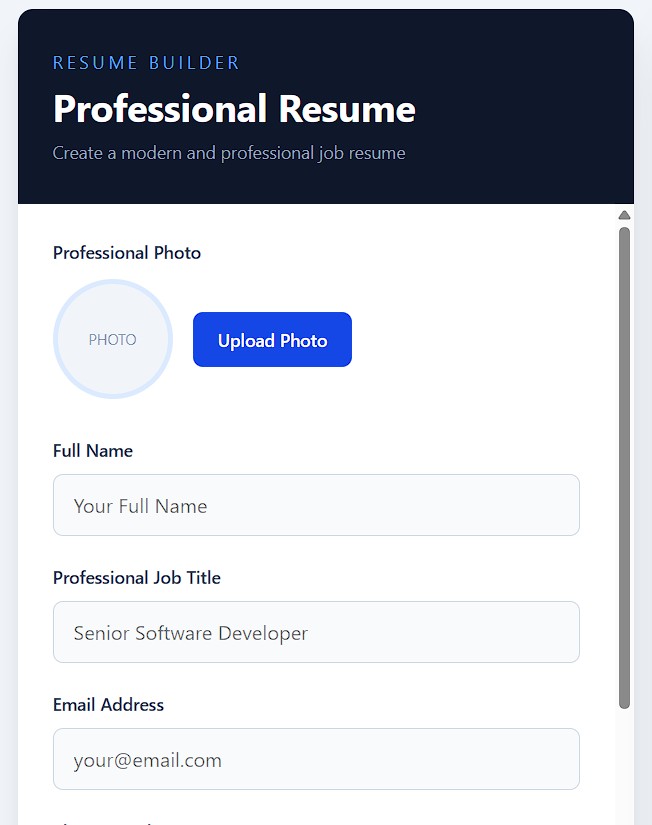 RESUME BUILDER
Professional Resume
Create a modern and professional job resume
Professional Photo
PHOTO
Upload Photo
Full Name
Your Full Name
Professional Job Title
Senior Software Developer
Email Address
your@email.com